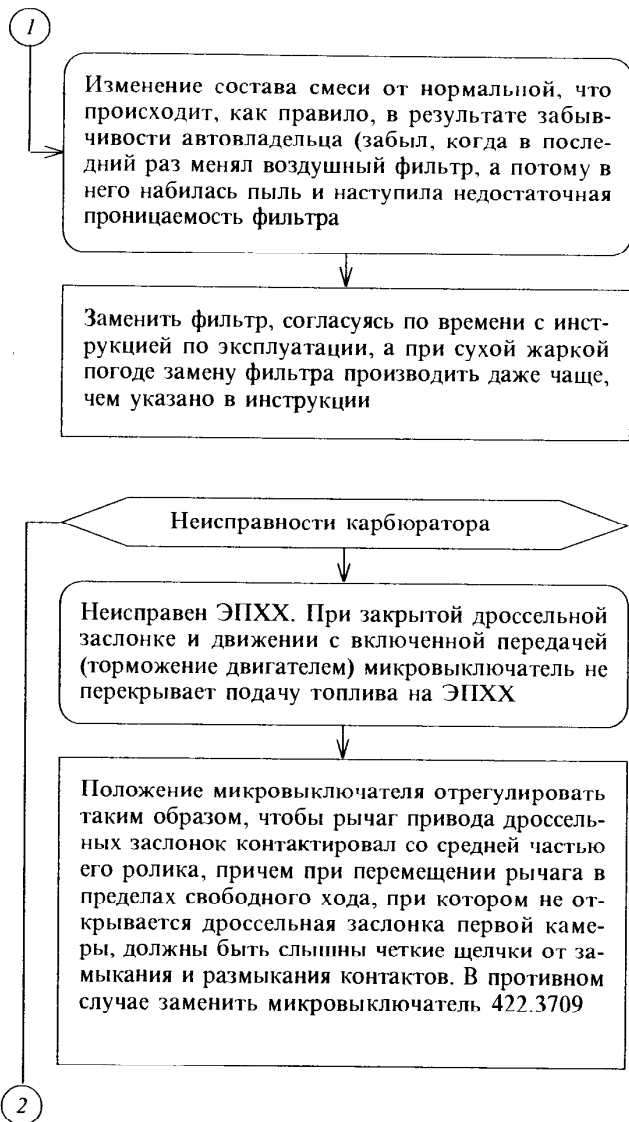 1
Изменение состава смеси от нормальной, что
происходит, как правило, в результате забыв-
чивости автовладельца (забыл, когда в после-
дний раз менял воздушный фильтр, а потому в
него набилась пыль и наступила недостаточная
проницаемость фильтра
Заменить фильтр, согласуясь по времени с инст-
рукцией по эксплуатации, а при сухой жаркой
погоде замену фильтра производить даже чаще,
чем указано в инструкции
Неисправности карбюратора
Неисправен ЭПХХ. При закрытой дроссельной
заслонке и движении с включенной передачей
(торможение двигателем) микровыключатель не
перекрывает подачу топлива на ЭПХХ
Положение микровыключателя отрегулировать
таким образом, чтобы рычаг привода дроссель-
ных заслонок контактировал со средней частью
его ролика, причем при перемещении рычага в
пределах свободного хода, при котором не от-
крывается дроссельная заслонка первой каме-
ры, должны быть слышны четкие щелчки от за-
мыкания и размыкания контактов. В противном
случае заменить микровыключатель 422.3709
2